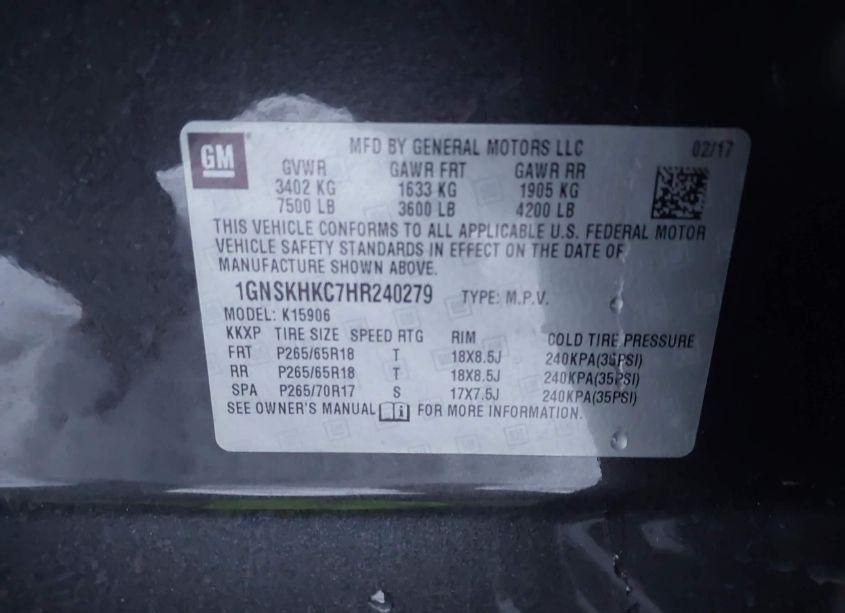 GM
MFD BY GENERAL MOTORS LLC 02/17
GVWR GAWR FRT GAWR RR
3402 KG 1633 KG 1905 KG
7500 LB 3600 LB 4200 LB
THIS VEHICLE CONFORMS TO ALL APPLICABLE U.S. FEDERAL MOTOR
VEHICLE SAFETY STANDARDS IN EFFECT ON THE DATE OF
MANUFACTURE SHOWN ABOVE.
1GNSKHKC7HR240279 TYPE: M.P.V.
MODEL: K15906
KKXP TIRE SIZE SPEED RTG RIM COLD TIRE PRESSURE
FRT P265/65R18 T 18X8.5J 240KPA(35PSI)
RR P265/65R18 T 18X8.5J 240KPA(35PSI)
SPA P265/70R17 S 17X7.5J 240KPA(35PSI)
SEE OWNER'S MANUAL FOR MORE INFORMATION.